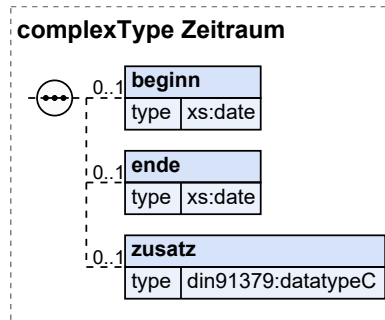 complexType Zeitraum
0..1 beginn
type xs:date
0..1 ende
type xs:date
0..1 zusatz
type din91379:datatypeC